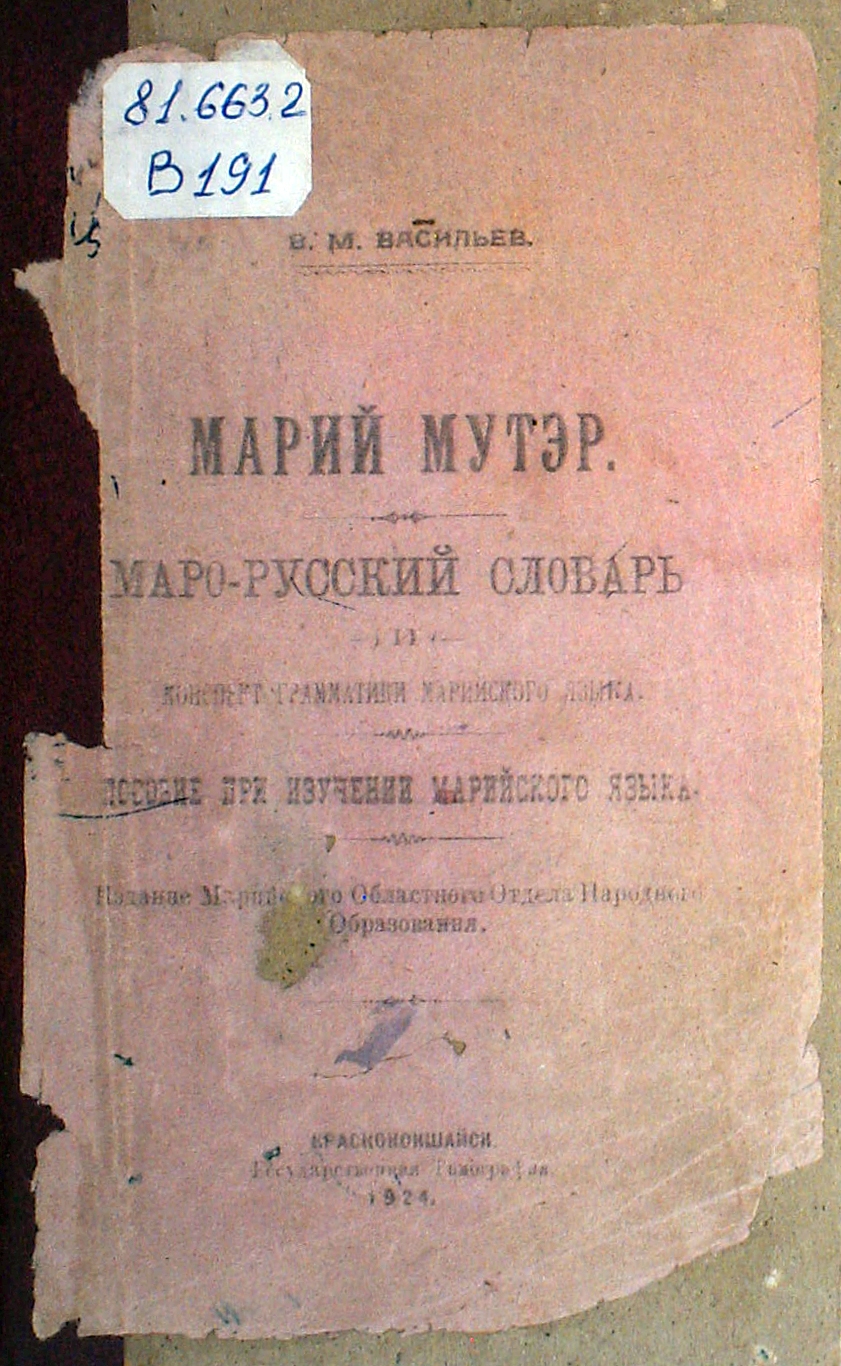 81.663.2
В 191
В. М. ВАСИЛЬЕВ.
МАРИЙ МУТЭР.
МАРО-РУССКИЙ СЛОВАРЬ
И
КОНСПЕКТ ГРАММАТИКИ МАРИЙСКОГО ЯЗЫКА.
ПОСОБИЕ ПРИ ИЗУЧЕНИИ МАРИЙСКОГО ЯЗЫКА.
Издание Марийского Областного Отдела Народного
Образования.
КРАСНОКОКШАЙСК.
Государственная Типография
1924.